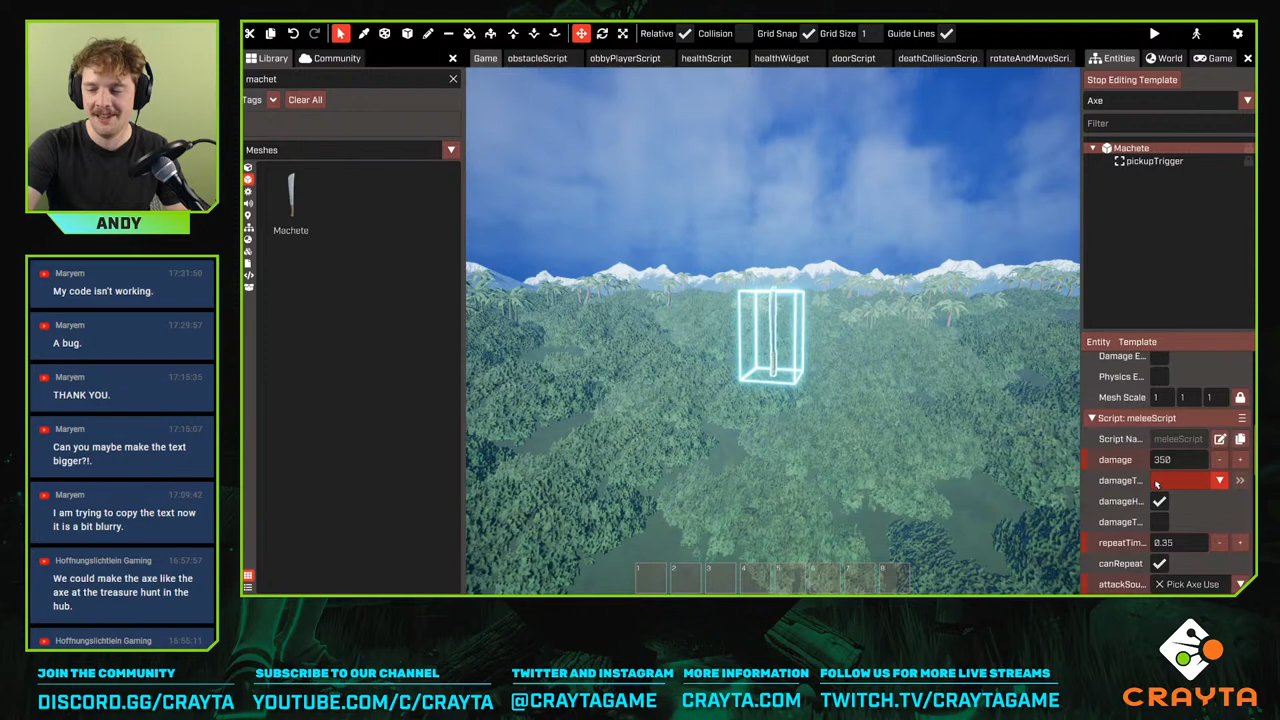 Relative
Collision
Grid Snap
Grid Size
1
Guide Lines
Library
Community
Game
obstacleScript
obbyPlayerScript
healthScript
healthWidget
doorScript
deathCollisionScrip.
rotateAndMoveScri.
Entities
World
Game
machet
Tags
Clear All
Meshes
Machete
Stop Editing Template
Axe
Filter
Machete
pickupTrigger
Entity
Template
Damage E...
Physics E...
Mesh Scale
1
1
1
Script: meleeScript
Script Na...
meleeScript
damage
350
damageT...
damageH...
damageT...
repeatTim...
0.35
canRepeat
attackSou...
Pick Axe Use
1
2
3
4
5
6
7
8
ANDY
Maryem
17:31:50
My code isn't working.
Maryem
17:29:57
A bug.
Maryem
17:15:35
THANK YOU.
Maryem
17:15:07
Can you maybe make the text
bigger?!.
Maryem
17:09:42
I am trying to copy the text now
it is a bit blurry.
Hoffnungslichtlein Gaming
16:57:57
We could make the axe like the
axe at the treasure hunt in the
hub.
Hoffnungslichtlein Gaming
16:55:11
JOIN THE COMMUNITY
DISCORD.GG/CRAYTA
SUBSCRIBE TO OUR CHANNEL
YOUTUBE.COM/C/CRAYTA
TWITTER AND INSTAGRAM
@CRAYTAGAME
MORE INFORMATION
CRAYTA.COM
FOLLOW US FOR MORE LIVE STREAMS
TWITCH.TV/CRAYTAGAME
CRAYTA